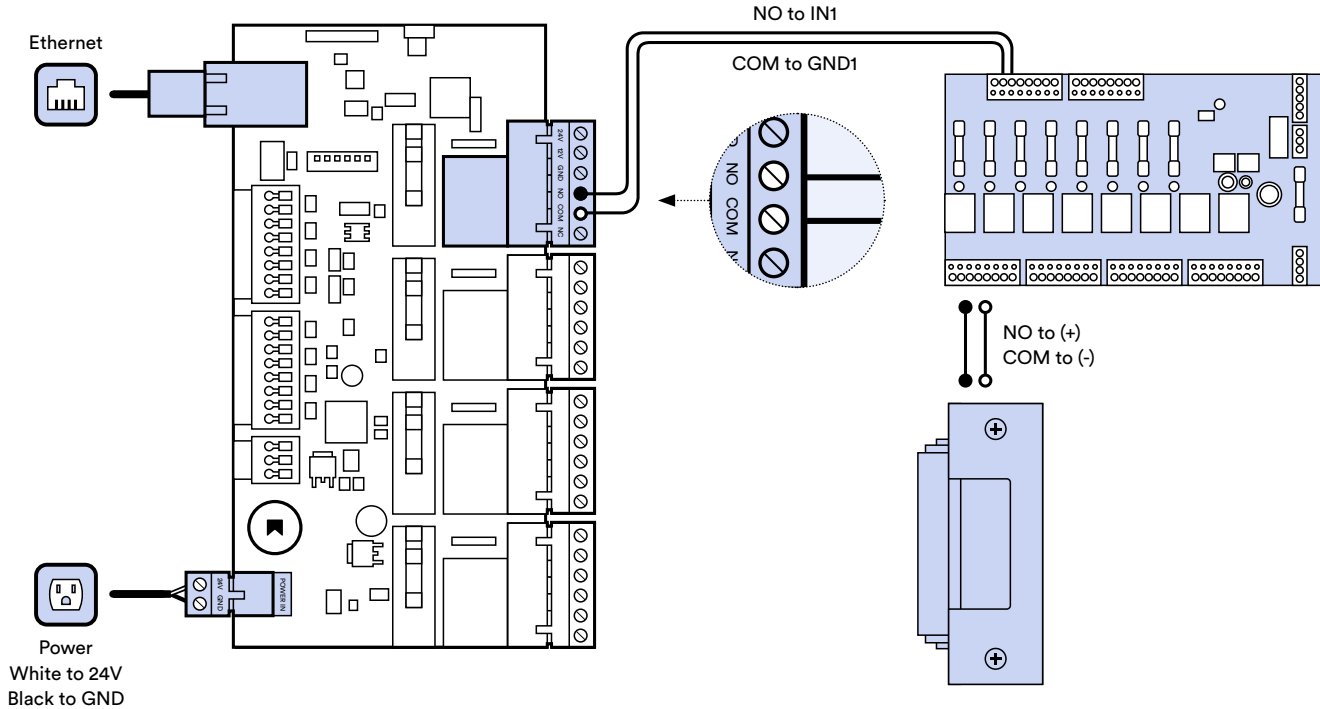 Ethernet
NO to IN1
COM to GND1
24V
12V
GND
NO
COM
NC
NO
COM
NO to (+)
COM to (-)
24V
GND
POWER IN
Power
White to 24V
Black to GND